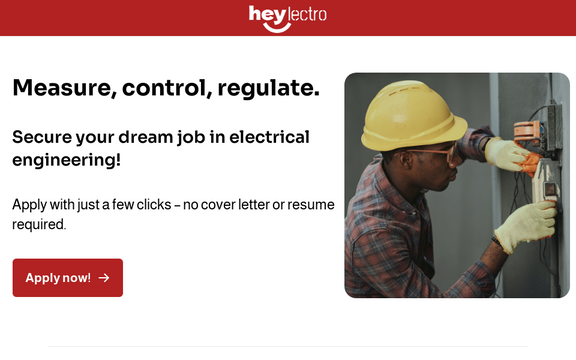 heylectro
Measure, control, regulate.
Secure your dream job in electrical
engineering!
Apply with just a few clicks – no cover letter or resume
required.
Apply now! →